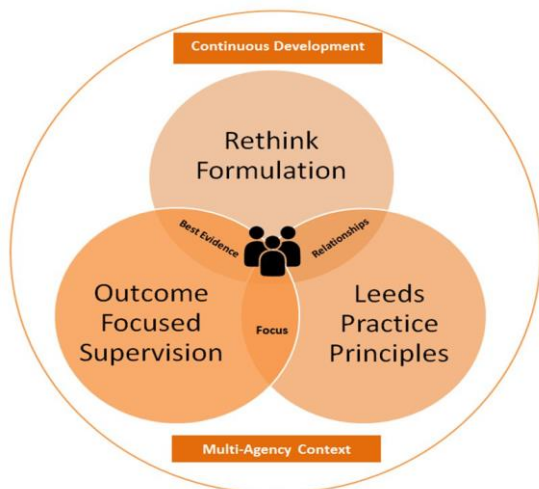 Continuous Development
Rethink
Formulation
Best Evidence
Relationships
Outcome
Focused
Supervision
Focus
Leeds
Practice
Principles
Multi-Agency Context